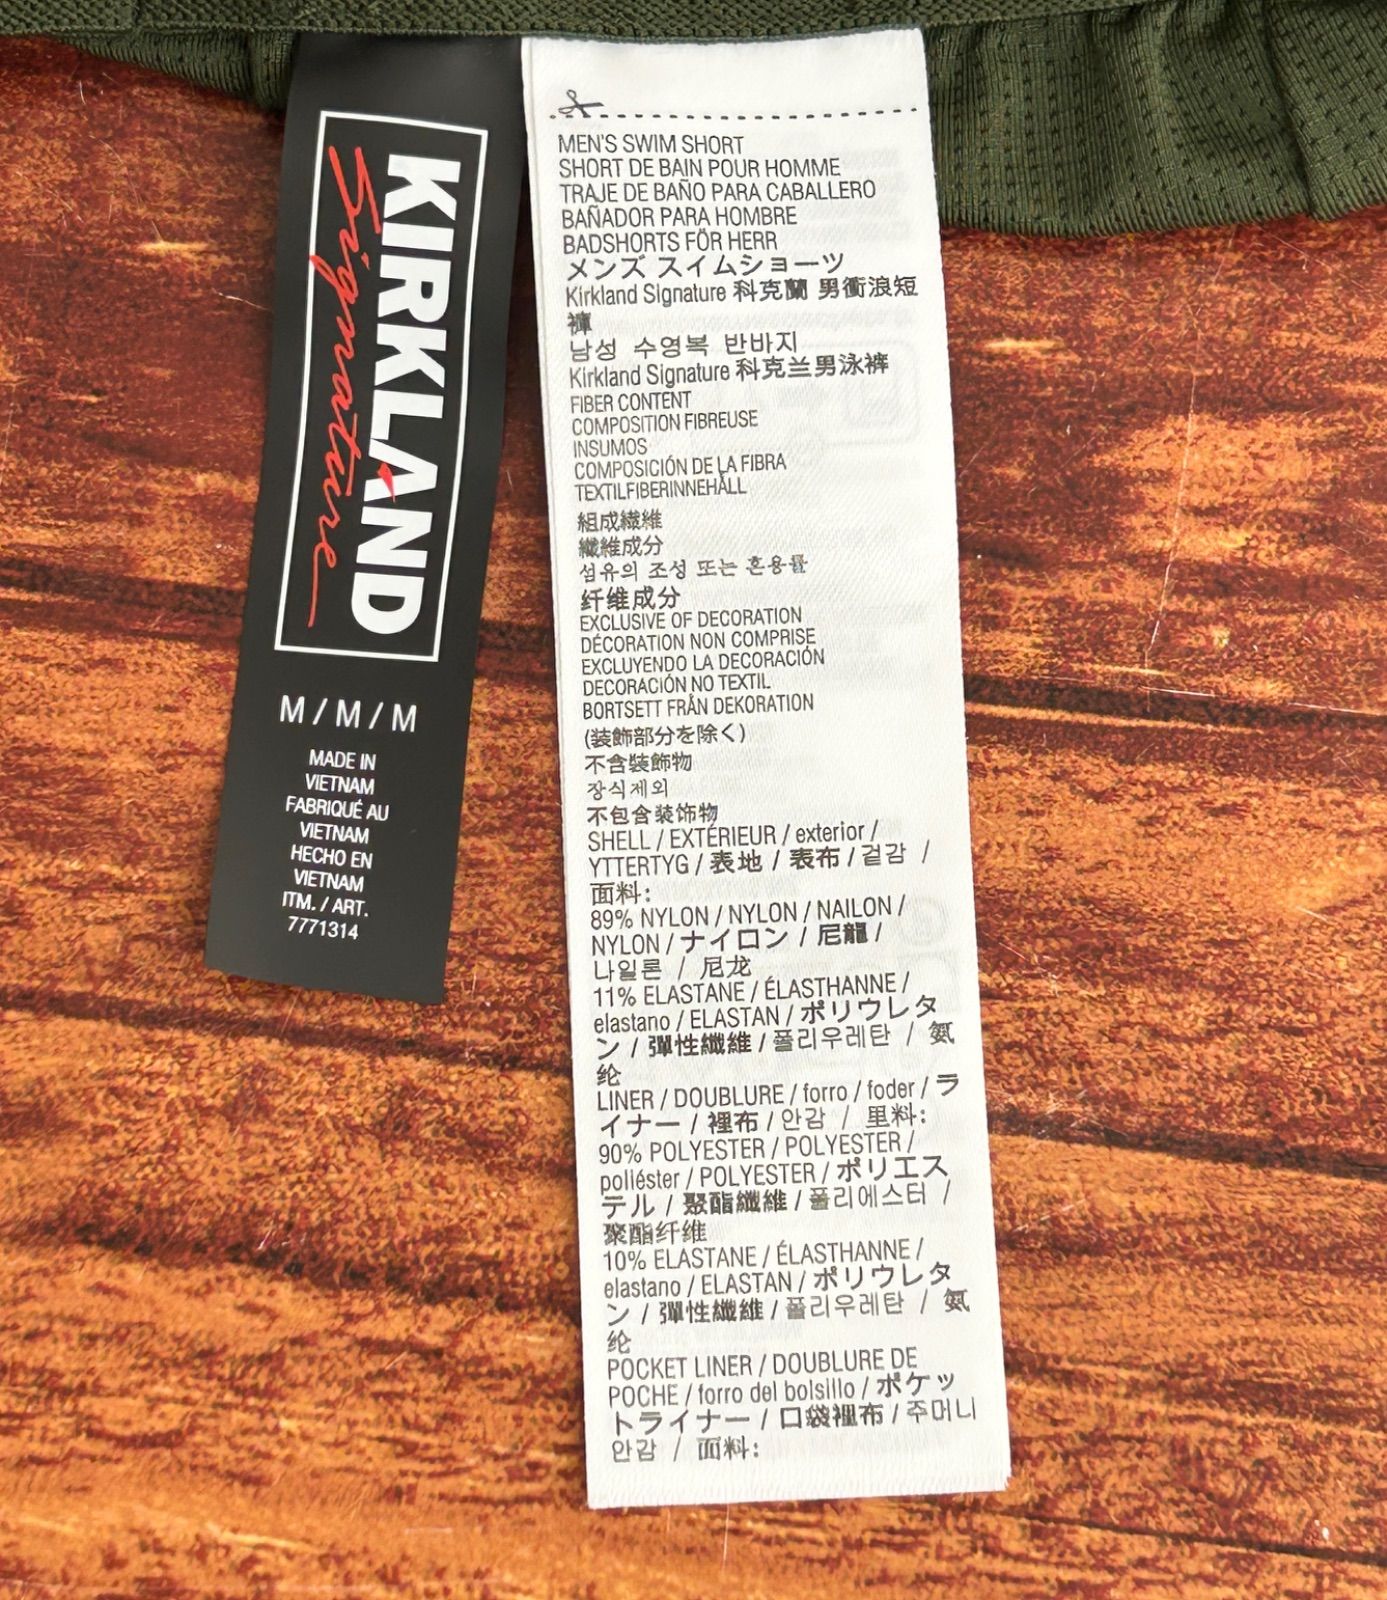 KIRKLAND
Signature
M / M / M
MADE IN
VIETNAM
FABRIQUÉ AU
VIETNAM
HECHO EN
VIETNAM
ITM. / ART.
7771314
MEN'S SWIM SHORT
SHORT DE BAIN POUR HOMME
TRAJE DE BAÑO PARA CABALLERO
BAÑADOR PARA HOMBRE
BADSHORTS FÖR HERR
メンズ スイムショーツ
Kirkland Signature 科克蘭 男衝浪短
褲
남성 수영복 반바지
Kirkland Signature 科克兰男泳裤
FIBER CONTENT
COMPOSITION FIBREUSE
INSUMOS
COMPOSICIÓN DE LA FIBRA
TEXTILFIBERINNEHÅLL
組成繊維
纖維成分
섬유의 조성 또는 혼용률
纤维成分
EXCLUSIVE OF DECORATION
DÉCORATION NON COMPRISE
EXCLUYENDO LA DECORACIÓN
DECORACIÓN NO TEXTIL
BORTSETT FRÅN DEKORATION
(装飾部分を除く)
不含裝飾物
장식제외
不包含装饰物
SHELL / EXTÉRIEUR / exterior /
YTTERTYG / 表地 / 表布 / 겉감 /
面料:
89% NYLON / NYLON / NAILON /
NYLON / ナイロン / 尼龍 /
나일론 / 尼龙
11% ELASTANE / ÉLASTHANNE /
elastano / ELASTAN / ポリウレタ
ン / 彈性纖維 / 폴리우레탄 / 氨
纶
LINER / DOUBLURE / forro / foder / ラ
イナー / 裡布 / 안감 / 里料:
90% POLYESTER / POLYESTER /
poliéster / POLYESTER / ポリエス
テル / 聚酯纖維 / 폴리에스터 /
聚酯纤维
10% ELASTANE / ÉLASTHANNE /
elastano / ELASTAN / ポリウレタ
ン / 彈性纖維 / 폴리우레탄 / 氨
纶
POCKET LINER / DOUBLURE DE
POCHE / forro del bolsillo / ポケッ
トライナー / 口袋裡布 / 주머니
안감 / 面料: